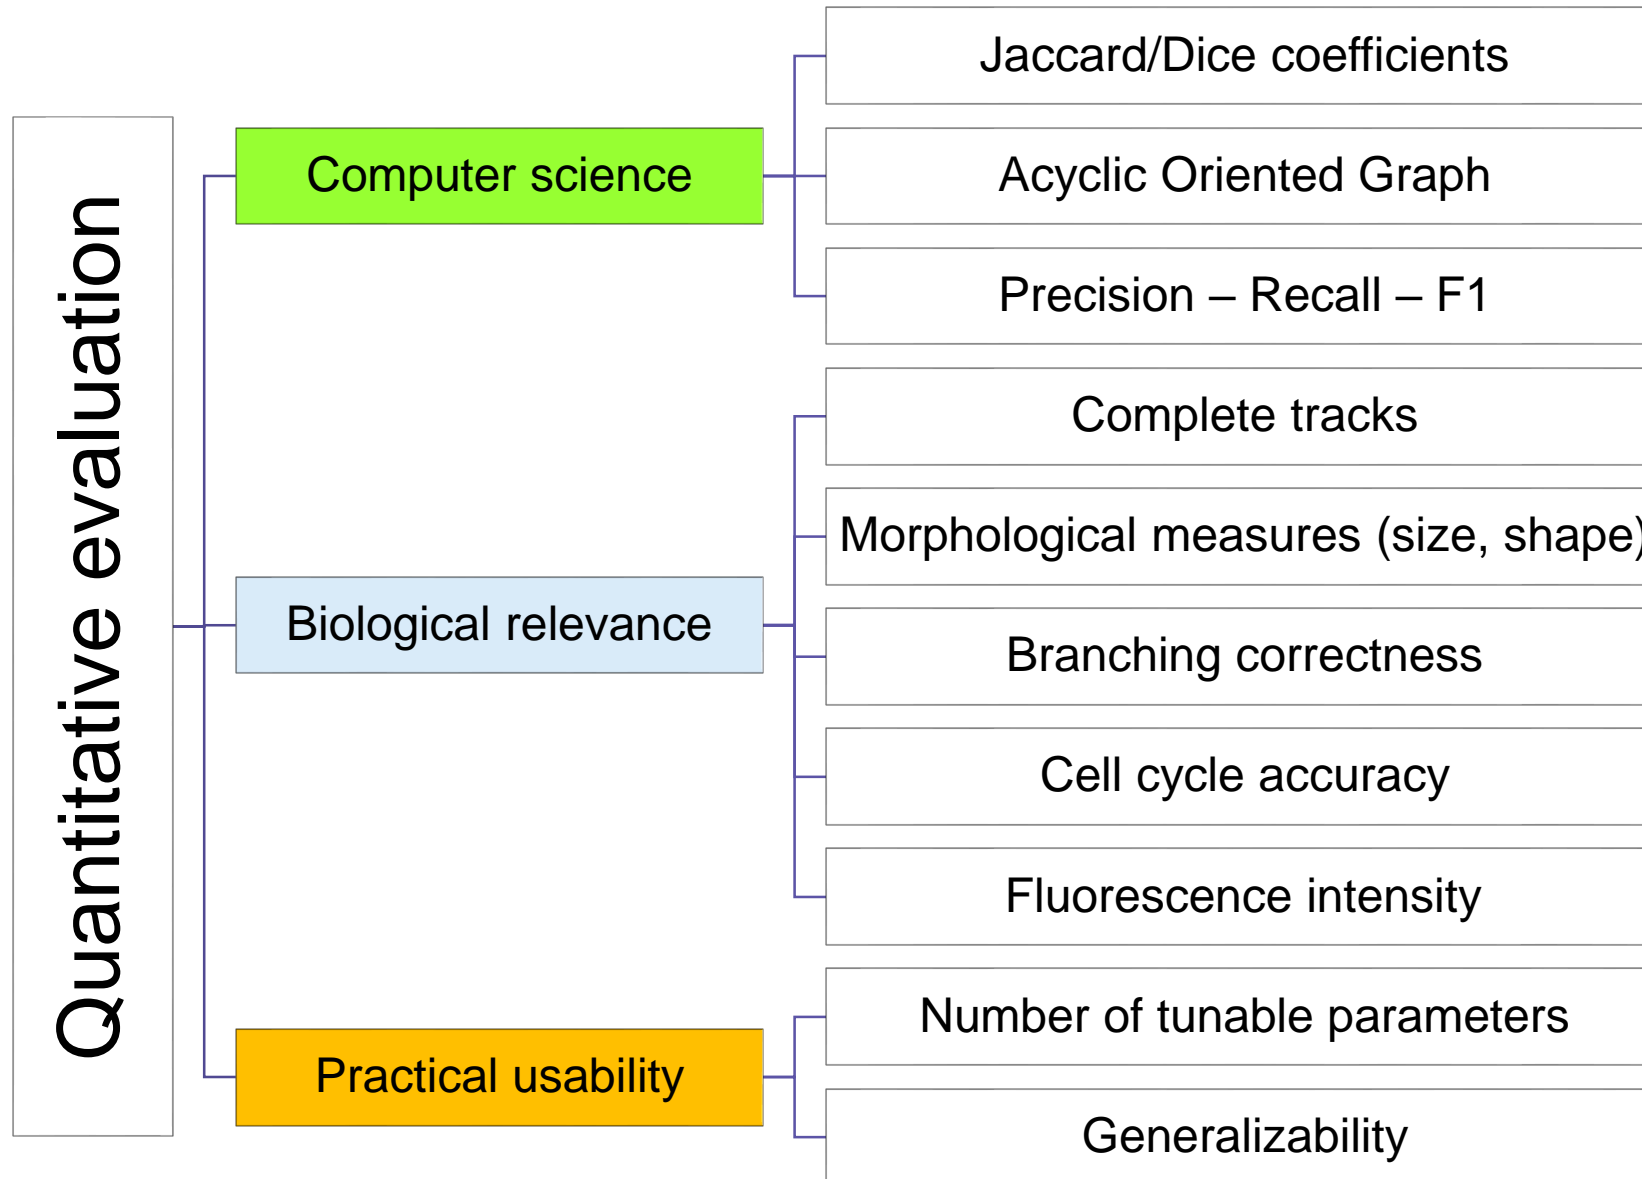 Quantitative evaluation
Computer science
Jaccard/Dice coefficients
Acyclic Oriented Graph
Precision – Recall – F1
Biological relevance
Complete tracks
Morphological measures (size, shape)
Branching correctness
Cell cycle accuracy
Fluorescence intensity
Practical usability
Number of tunable parameters
Generalizability